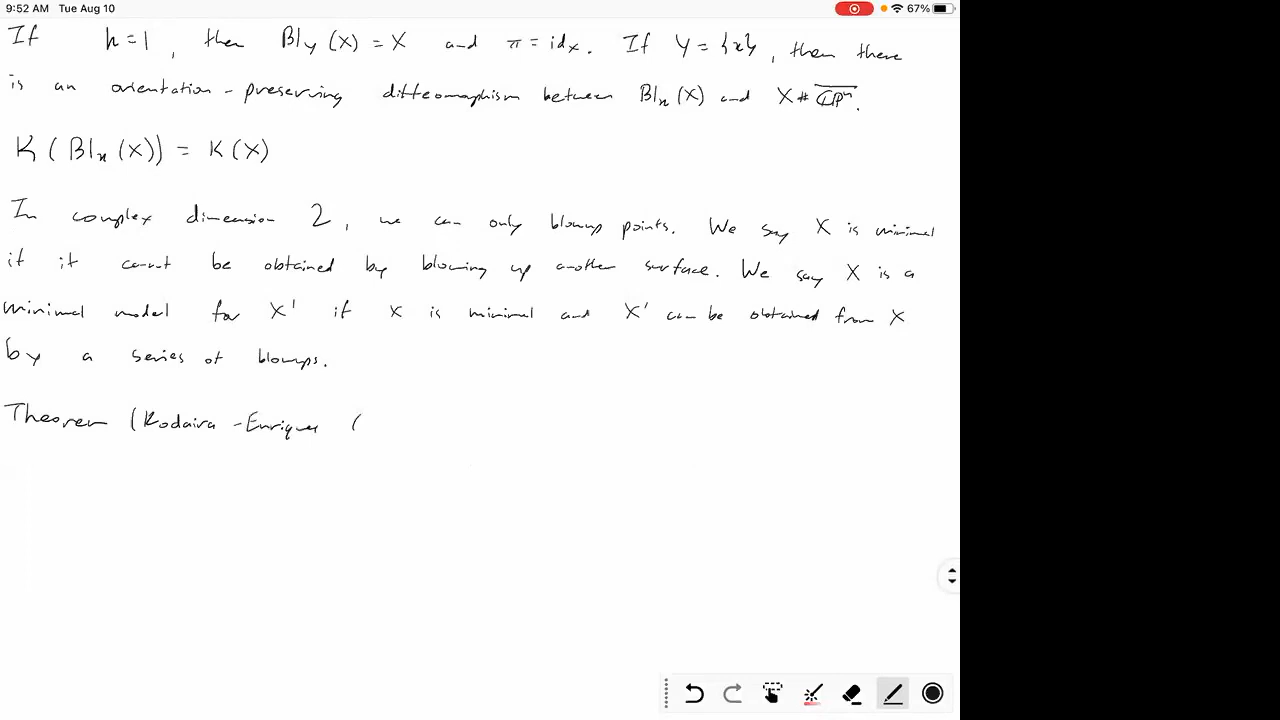 9:52 AM Tue Aug 10
67%
If k=1, then Bl_Y(X) = X and π = id_X. If Y = {x}, then there
is an orientation-preserving diffeomorphism between Bl_x(X) and X # \overline{ℂP^n}.
K(Bl_x(X)) = K(X)
In complex dimension 2, we can only blowup points. We say X is minimal
if it cannot be obtained by blowing up another surface. We say X is a
minimal model for X' if X is minimal and X' can be obtained from X
by a series of blowups.
Theorem (Kodaira-Enriques (